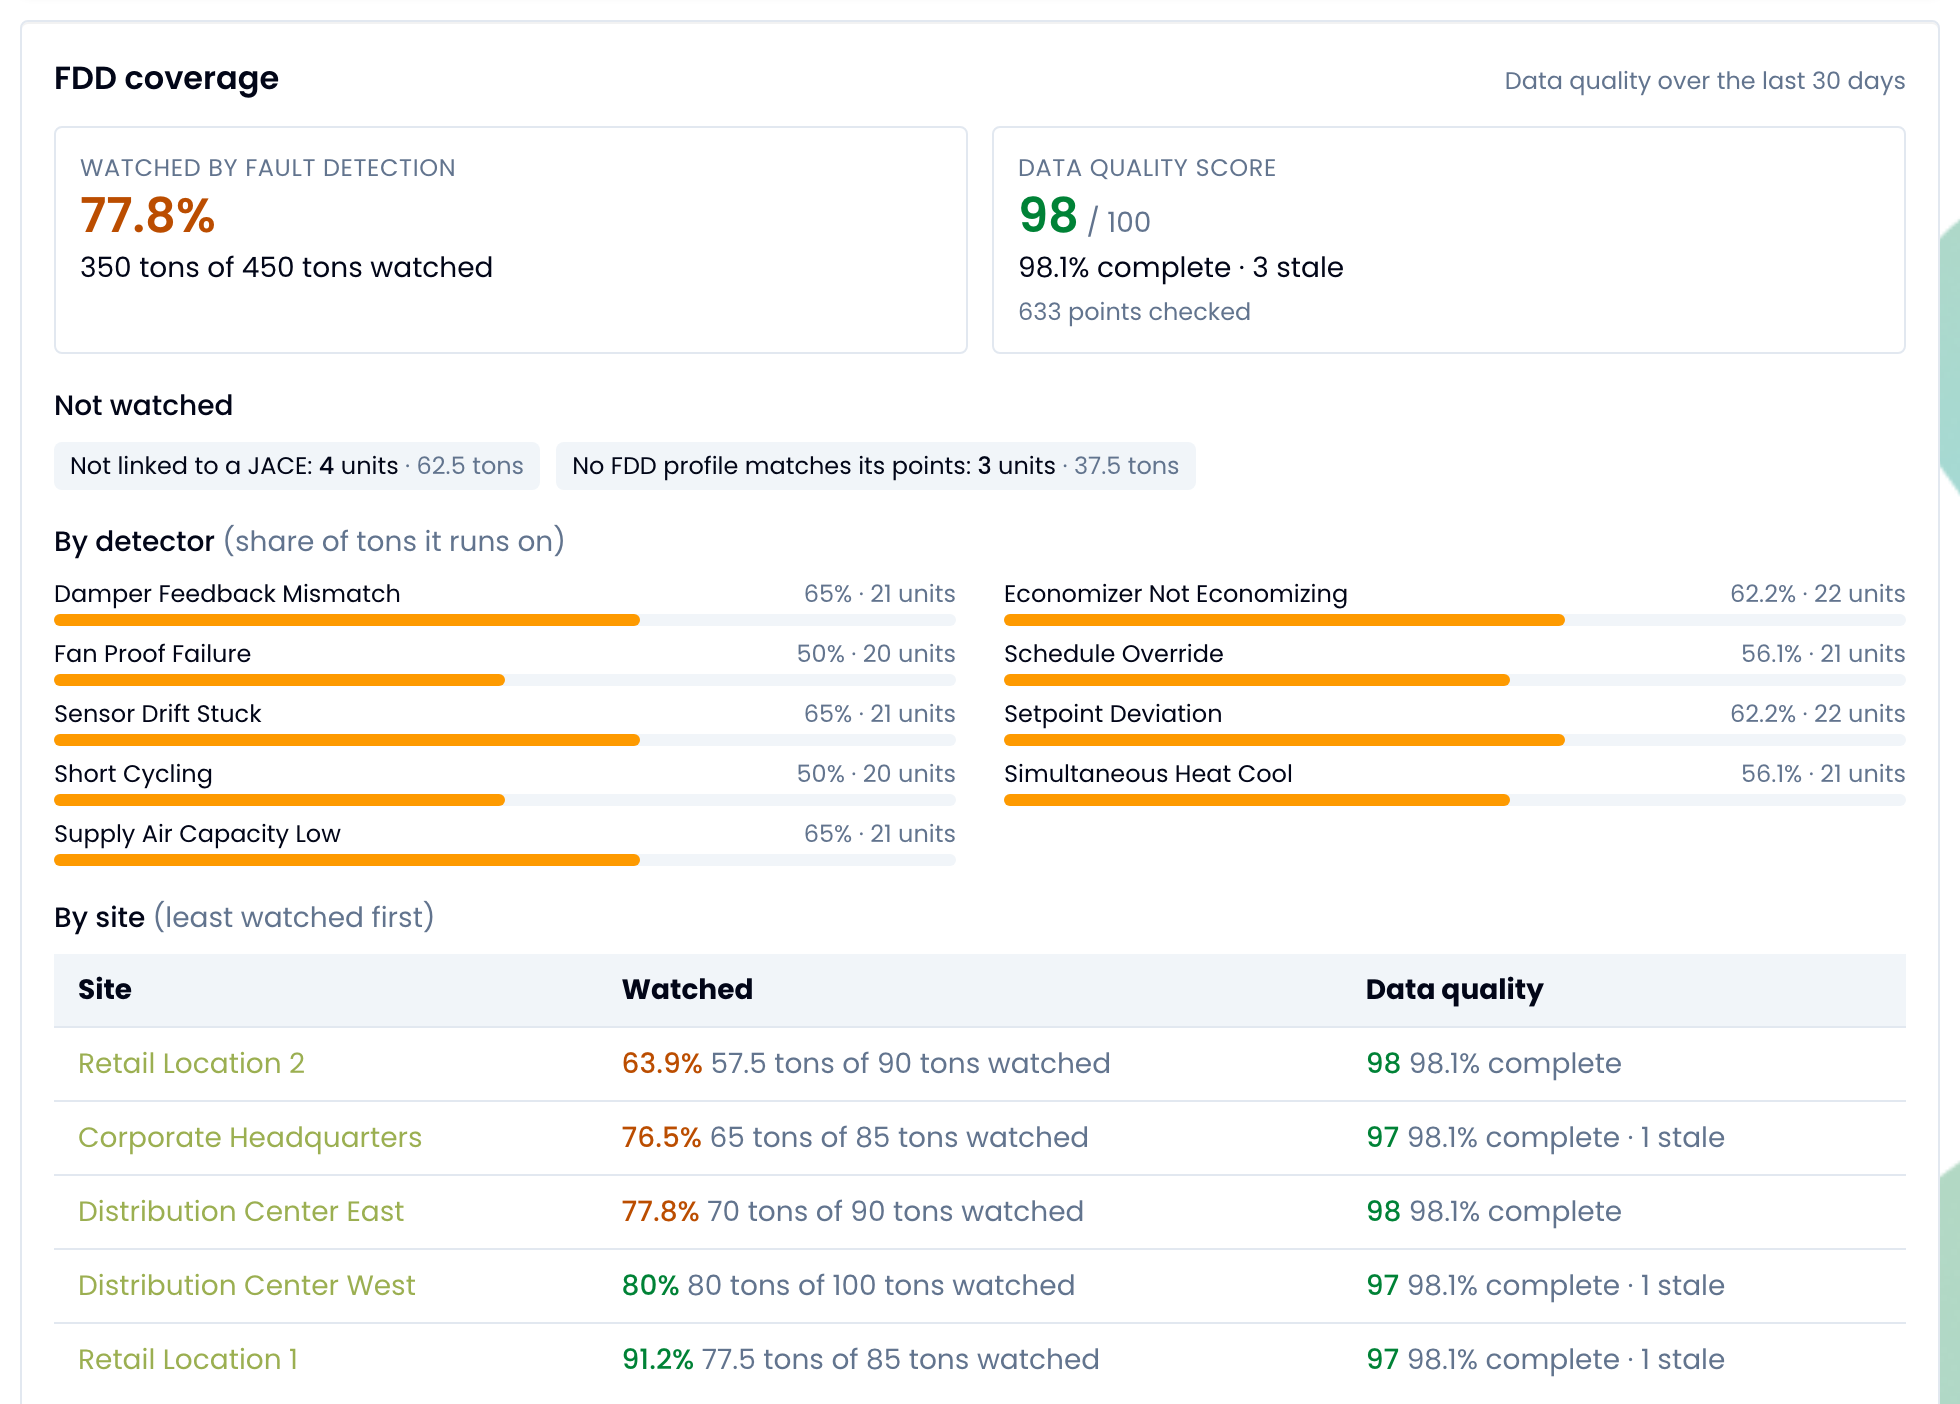 FDD coverage
Data quality over the last 30 days
WATCHED BY FAULT DETECTION
77.8%
350 tons of 450 tons watched
DATA QUALITY SCORE
98 / 100
98.1% complete · 3 stale
633 points checked
Not watched
Not linked to a JACE: 4 units · 62.5 tons
No FDD profile matches its points: 3 units · 37.5 tons
By detector (share of tons it runs on)
Damper Feedback Mismatch 65% · 21 units
Economizer Not Economizing 62.2% · 22 units
Fan Proof Failure 50% · 20 units
Schedule Override 56.1% · 21 units
Sensor Drift Stuck 65% · 21 units
Setpoint Deviation 62.2% · 22 units
Short Cycling 50% · 20 units
Simultaneous Heat Cool 56.1% · 21 units
Supply Air Capacity Low 65% · 21 units
By site (least watched first)
Site Watched Data quality
Retail Location 2 63.9% 57.5 tons of 90 tons watched 98 98.1% complete
Corporate Headquarters 76.5% 65 tons of 85 tons watched 97 98.1% complete · 1 stale
Distribution Center East 77.8% 70 tons of 90 tons watched 98 98.1% complete
Distribution Center West 80% 80 tons of 100 tons watched 97 98.1% complete · 1 stale
Retail Location 1 91.2% 77.5 tons of 85 tons watched 97 98.1% complete · 1 stale